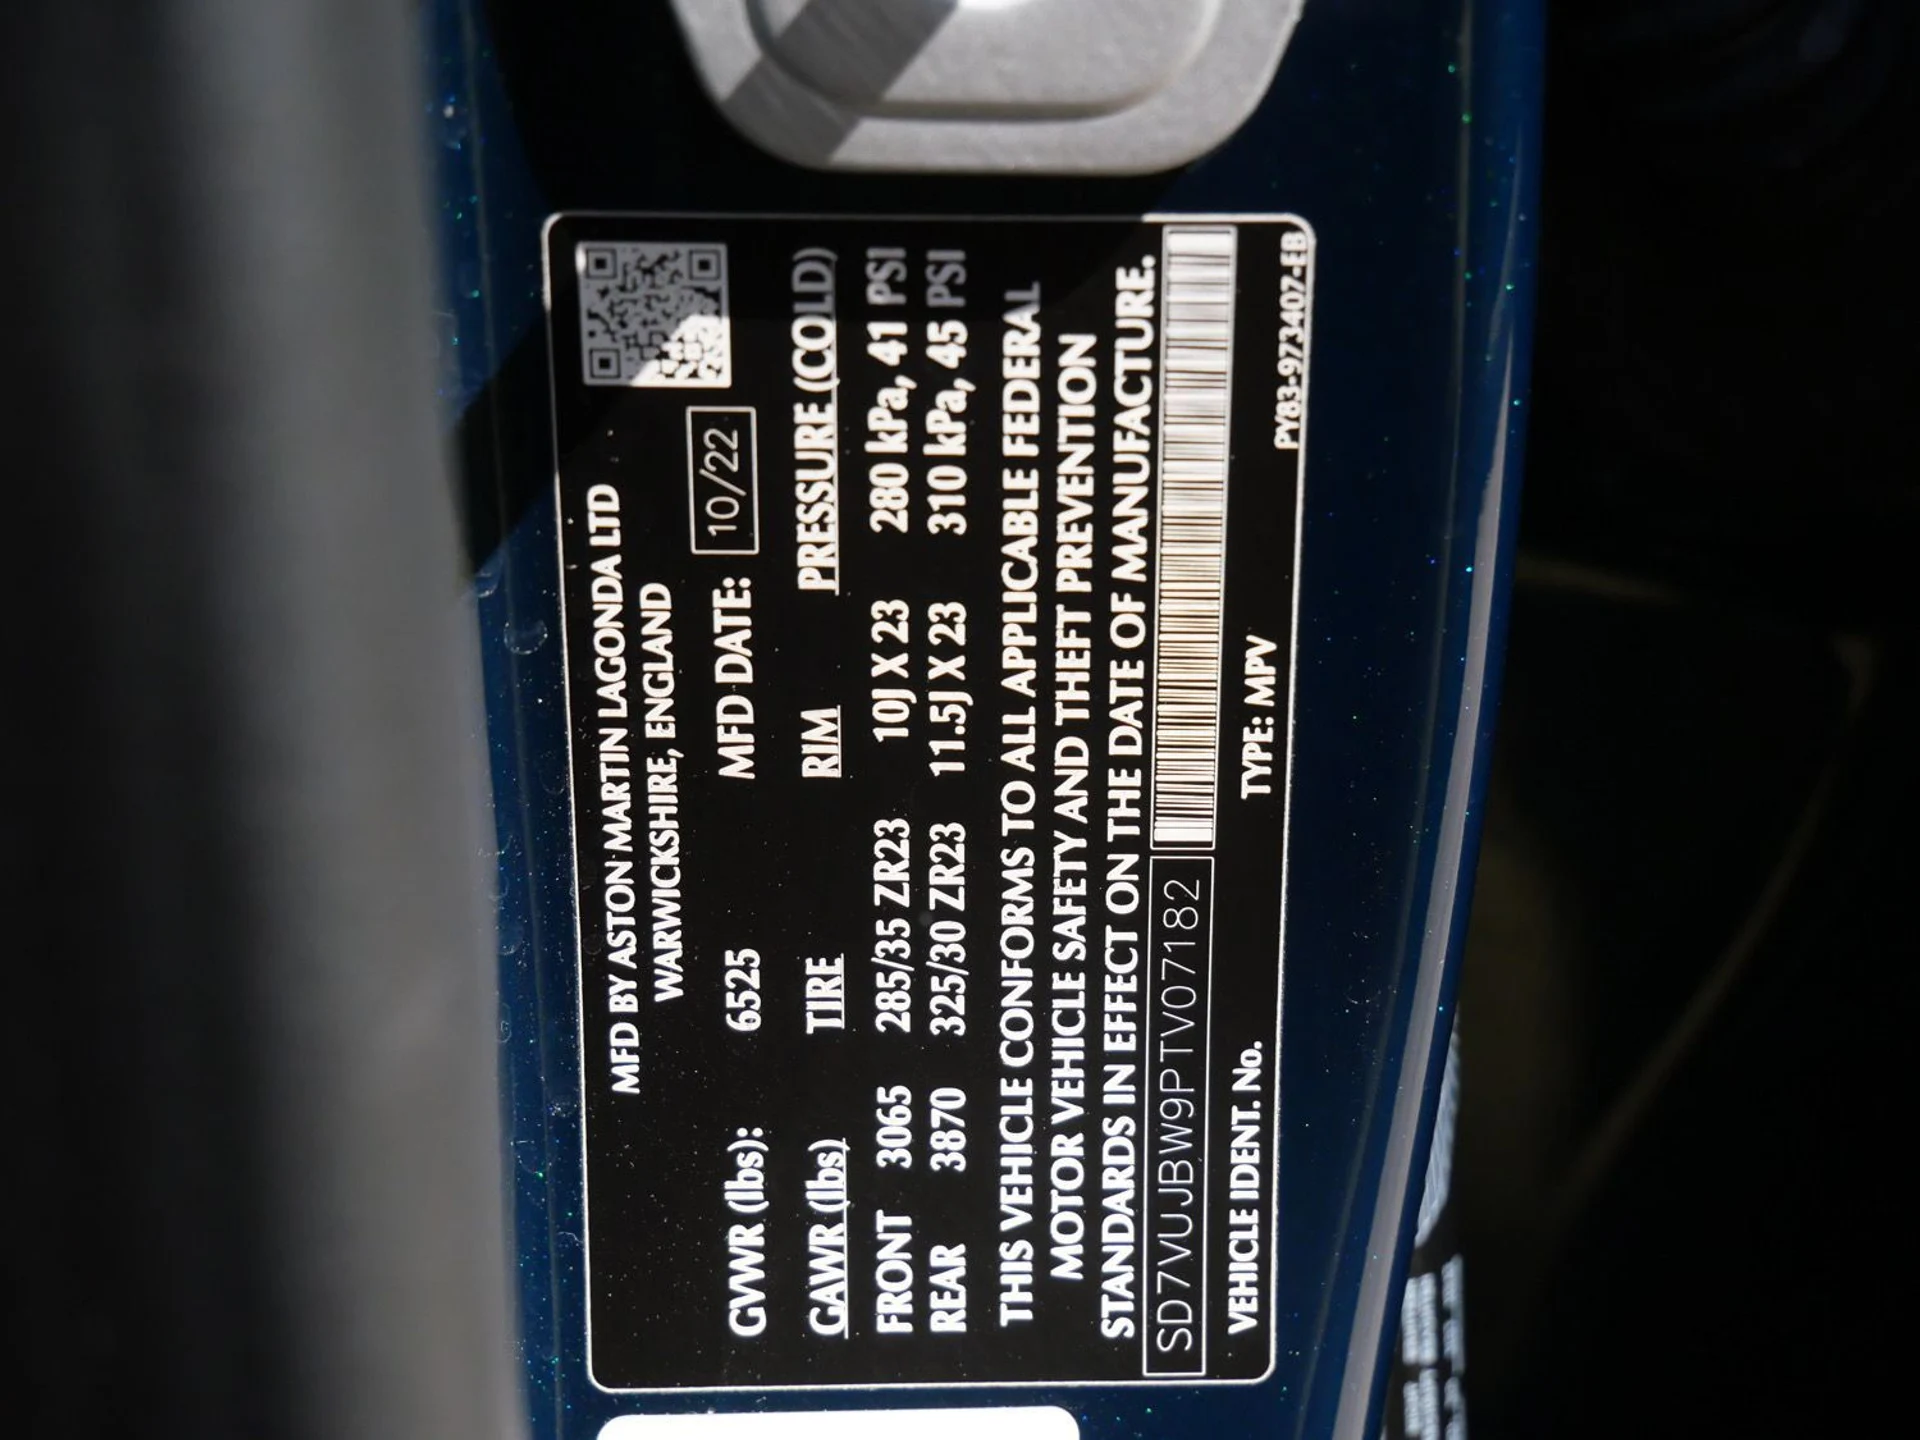 MFD BY ASTON MARTIN LAGONDA LTD
WARWICKSHIRE, ENGLAND
GVWR (lbs): 6525 MFD DATE: 10/22
GAWR (lbs) TIRE RIM PRESSURE (COLD)
FRONT 3065 285/35 ZR23 10J X 23 280 kPa, 41 PSI
REAR 3870 325/30 ZR23 11.5J X 23 310 kPa, 45 PSI
THIS VEHICLE CONFORMS TO ALL APPLICABLE FEDERAL
MOTOR VEHICLE SAFETY AND THEFT PREVENTION
STANDARDS IN EFFECT ON THE DATE OF MANUFACTURE.
SD7VUJBW9PTV07182
VEHICLE IDENT. No. TYPE: MPV
PY83-973407-EB